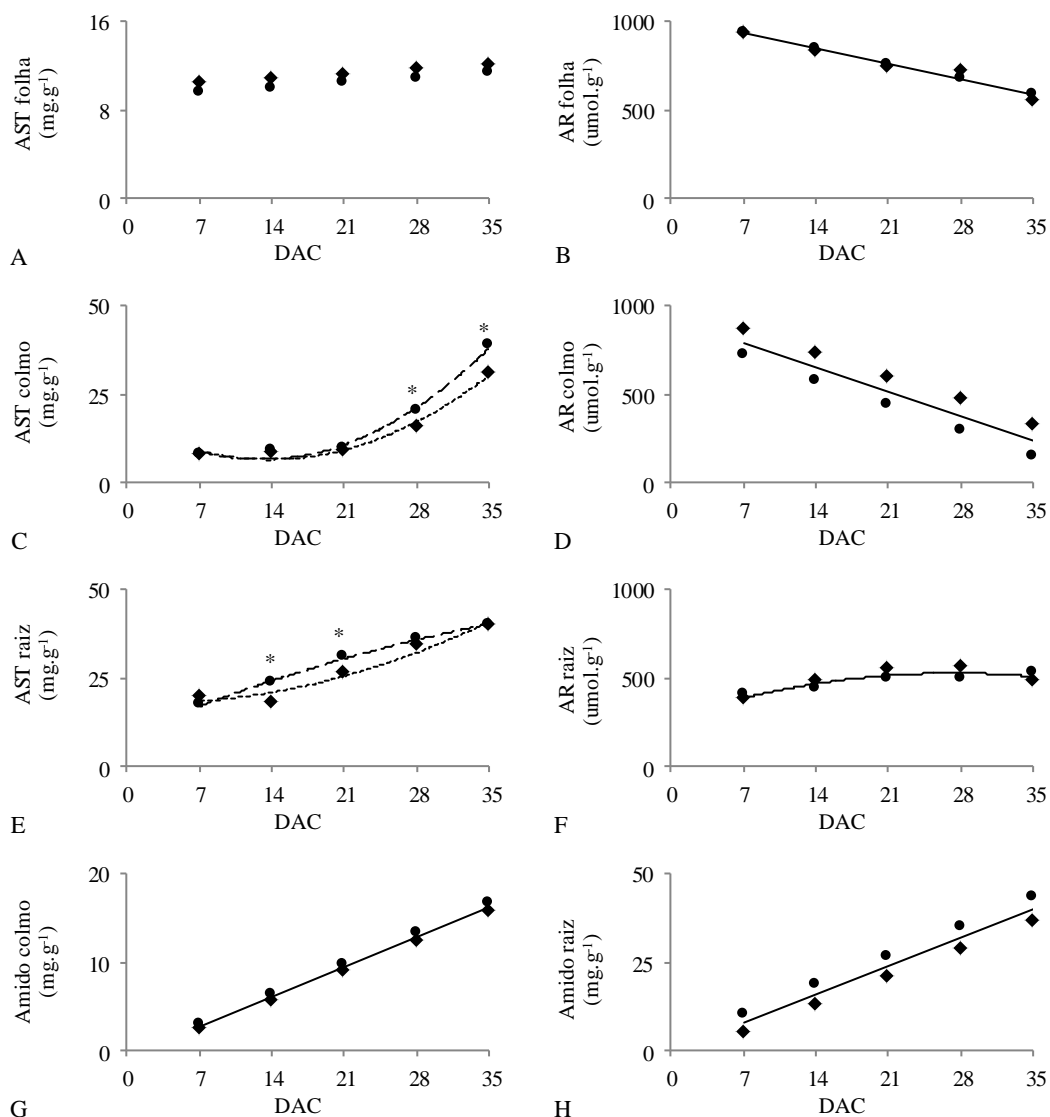 AST folha
(mg.g⁻¹)
16
8
0
0 7 14 21 28 35
DAC
A
AR folha
(umol.g⁻¹)
1000
500
0
0 7 14 21 28 35
DAC
B
AST colmo
(mg.g⁻¹)
50
25
0
* *
0 7 14 21 28 35
DAC
C
AR colmo
(umol.g⁻¹)
1000
500
0
0 7 14 21 28 35
DAC
D
AST raiz
(mg.g⁻¹)
50
25
0
* *
0 7 14 21 28 35
DAC
E
AR raiz
(umol.g⁻¹)
1000
500
0
0 7 14 21 28 35
DAC
F
Amido colmo
(mg.g⁻¹)
20
10
0
0 7 14 21 28 35
DAC
G
Amido raiz
(mg.g⁻¹)
50
25
0
0 7 14 21 28 35
DAC
H